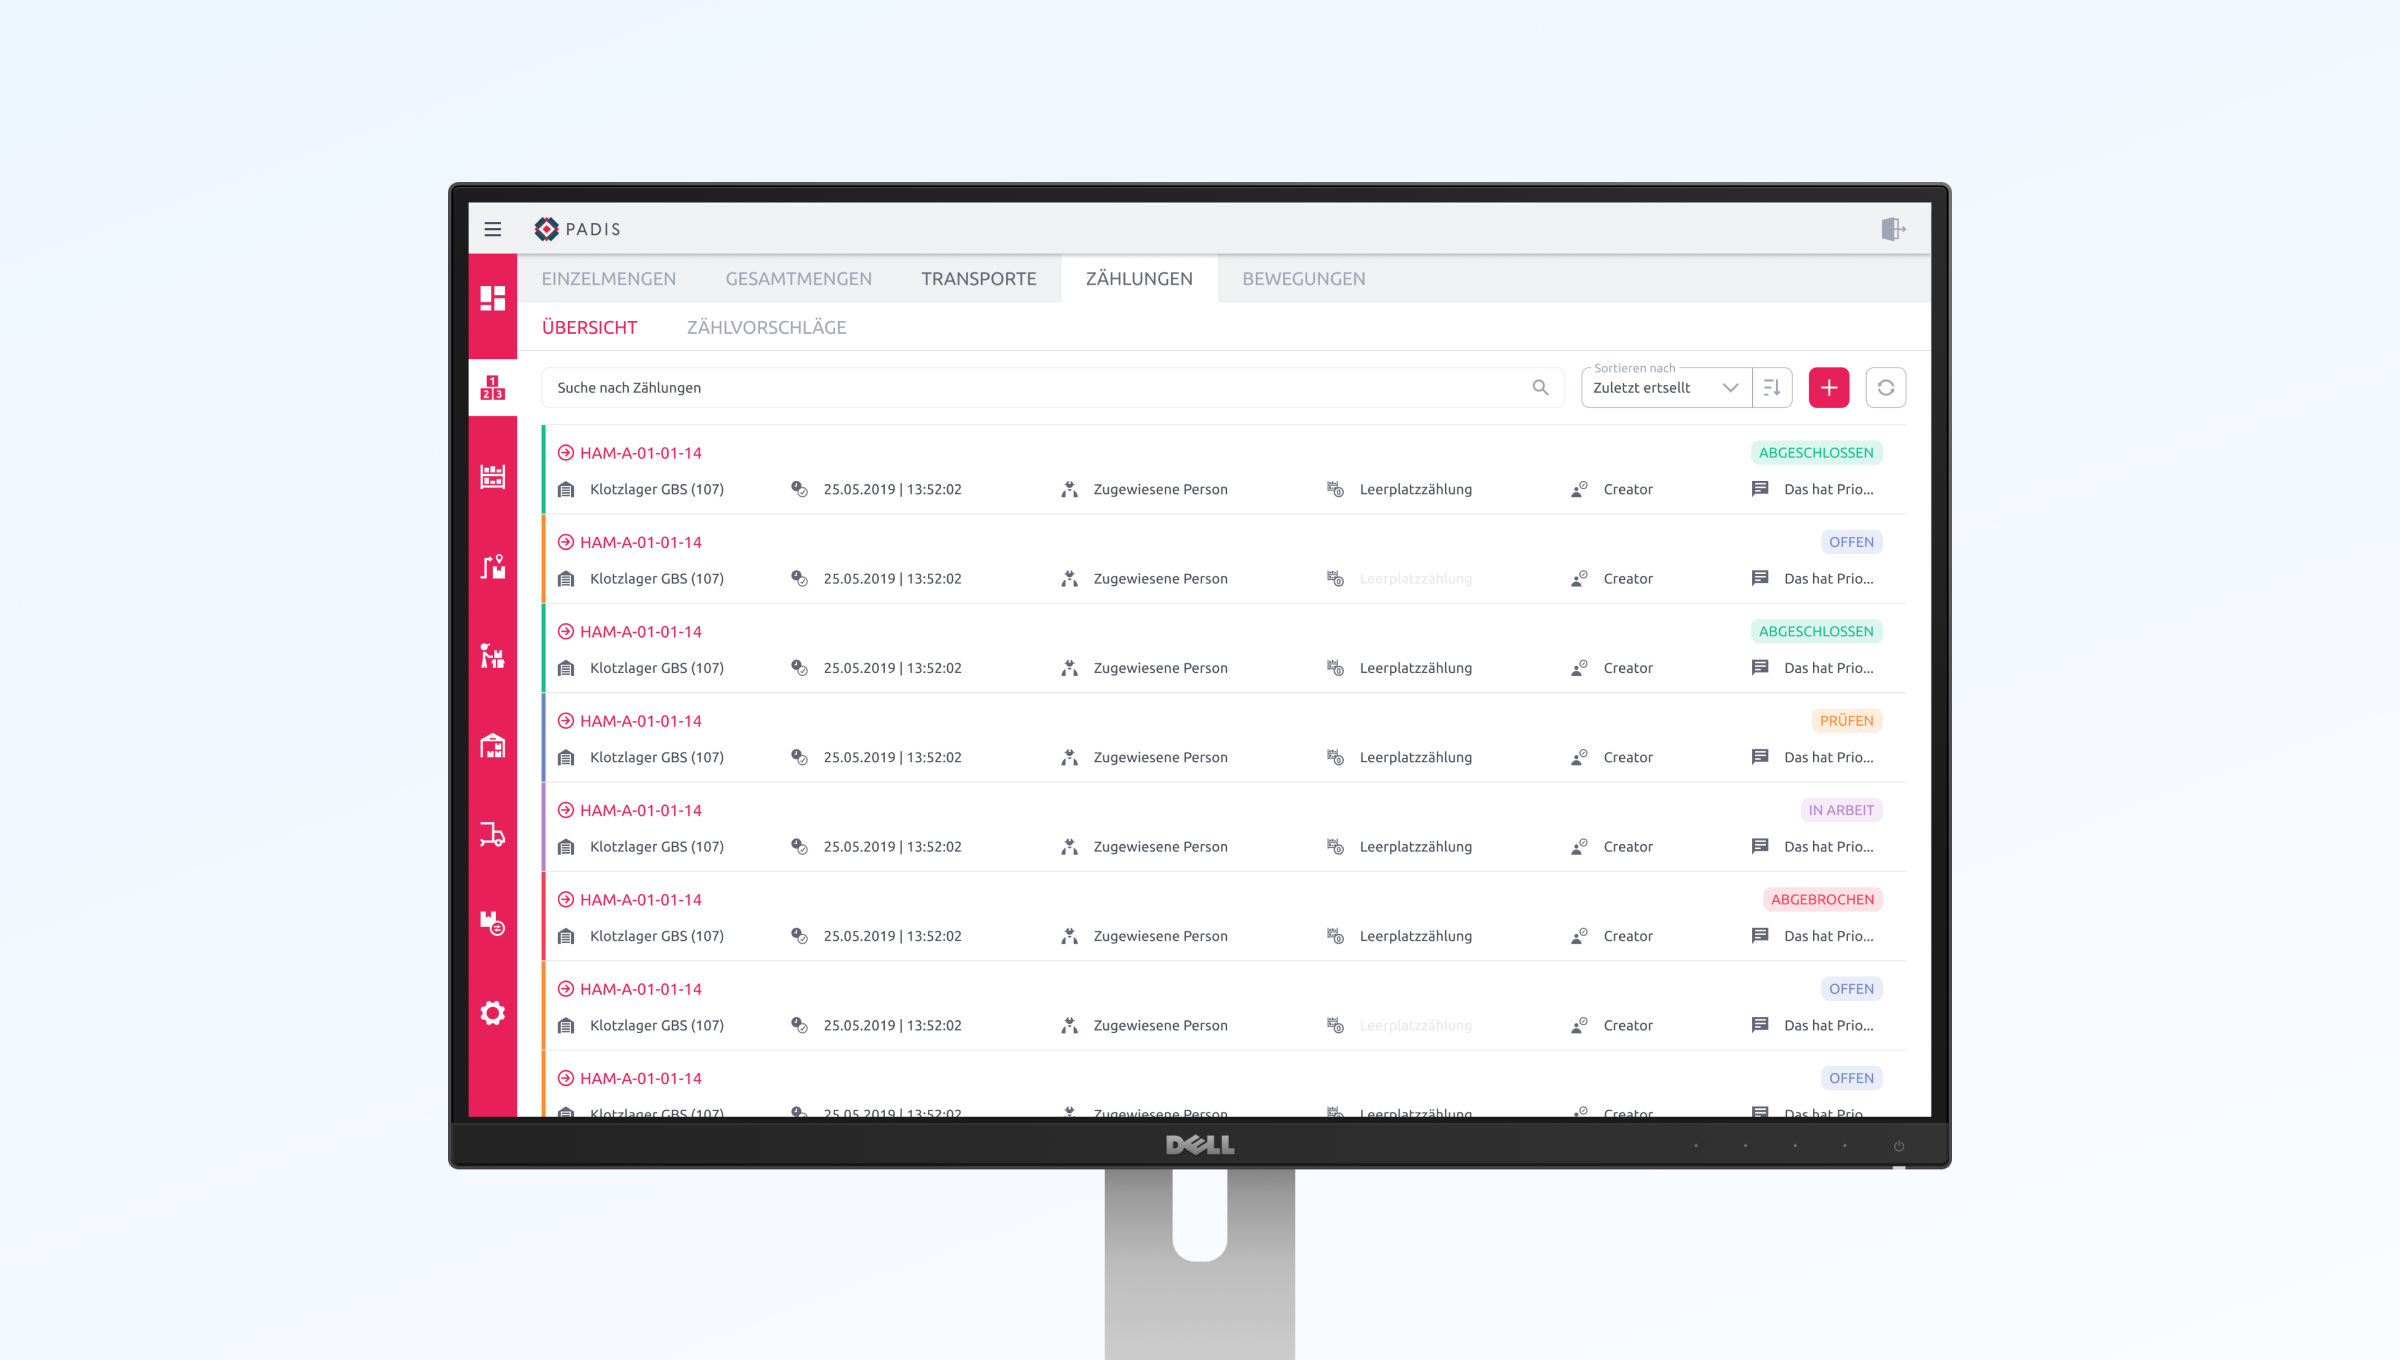 PADIS
EINZELMENGEN GESAMTMENGEN TRANSPORTE ZÄHLUNGEN BEWEGUNGEN
ÜBERSICHT ZÄHLVORSCHLÄGE
Sortieren nach
Suche nach Zählungen Zuletzt ertsellt
HAM-A-01-01-14 ABGESCHLOSSEN
Klotzlager GBS (107) 25.05.2019 | 13:52:02 Zugewiesene Person Leerplatzzählung Creator Das hat Prio...
HAM-A-01-01-14 OFFEN
Klotzlager GBS (107) 25.05.2019 | 13:52:02 Zugewiesene Person Leerplatzzählung Creator Das hat Prio...
HAM-A-01-01-14 ABGESCHLOSSEN
Klotzlager GBS (107) 25.05.2019 | 13:52:02 Zugewiesene Person Leerplatzzählung Creator Das hat Prio...
HAM-A-01-01-14 PRÜFEN
Klotzlager GBS (107) 25.05.2019 | 13:52:02 Zugewiesene Person Leerplatzzählung Creator Das hat Prio...
HAM-A-01-01-14 IN ARBEIT
Klotzlager GBS (107) 25.05.2019 | 13:52:02 Zugewiesene Person Leerplatzzählung Creator Das hat Prio...
HAM-A-01-01-14 ABGEBROCHEN
Klotzlager GBS (107) 25.05.2019 | 13:52:02 Zugewiesene Person Leerplatzzählung Creator Das hat Prio...
HAM-A-01-01-14 OFFEN
Klotzlager GBS (107) 25.05.2019 | 13:52:02 Zugewiesene Person Leerplatzzählung Creator Das hat Prio...
HAM-A-01-01-14 OFFEN
Klotzlager GBS (107) 25.05.2019 | 13:52:02 Zugewiesene Person Leerplatzzählung Creator Das hat Prio
DELL